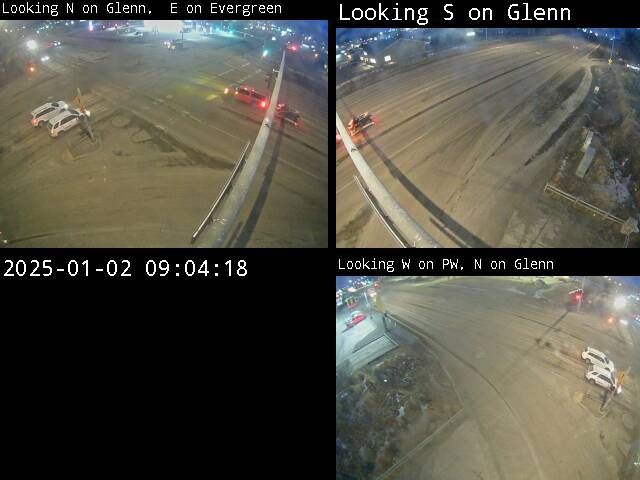 Looking N on Glenn,  E on Evergreen
Looking S on Glenn
2025-01-02 09:04:18
Looking W on PW, N on Glenn